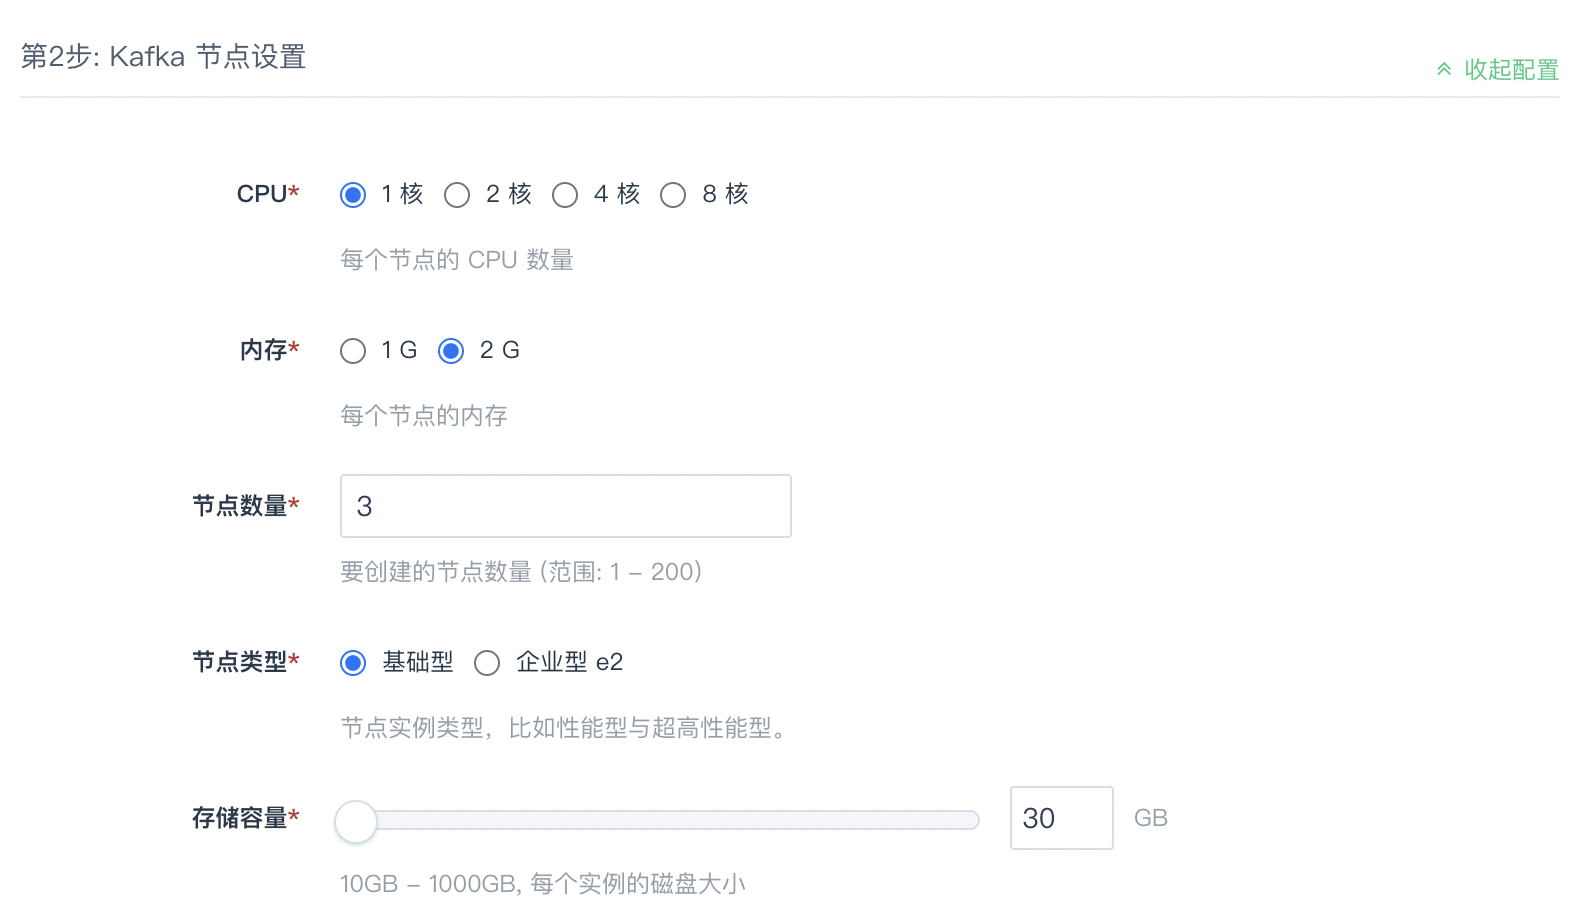 第2步: Kafka 节点设置
收起配置
CPU* 1 核 2 核 4 核 8 核
每个节点的 CPU 数量
内存* 1 G 2 G
每个节点的内存
节点数量* 3
要创建的节点数量 (范围: 1 – 200)
节点类型* 基础型 企业型 e2
节点实例类型，比如性能型与超高性能型。
存储容量* 30 GB
10GB – 1000GB, 每个实例的磁盘大小